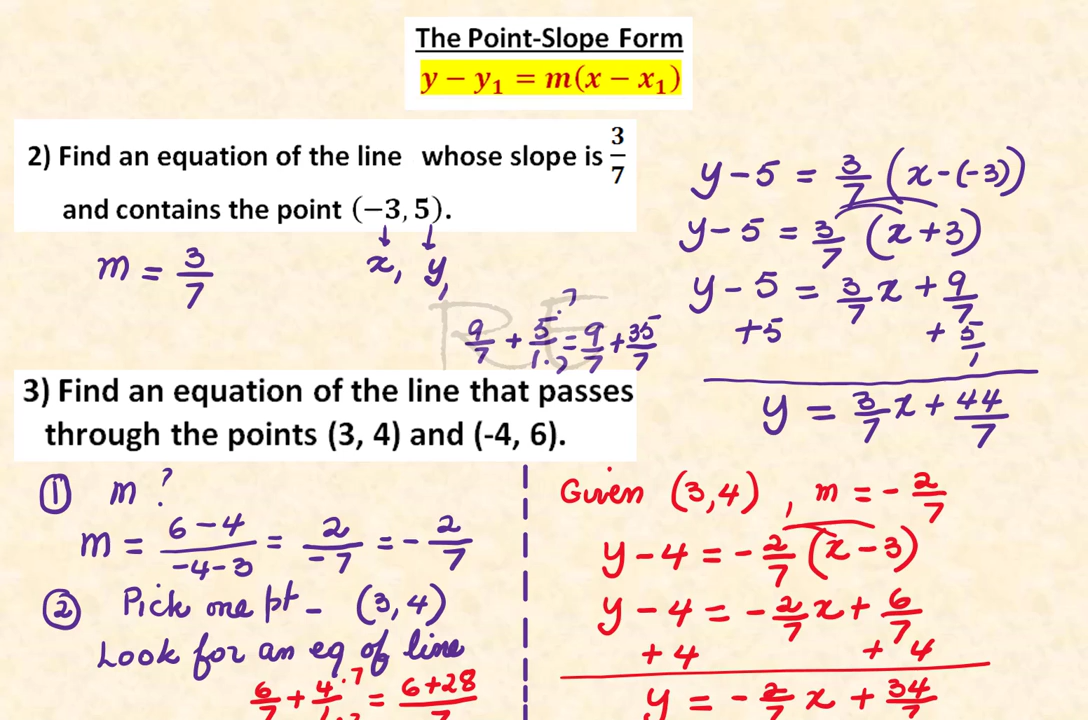 The Point-Slope Form
y − y₁ = m(x − x₁)
2) Find an equation of the line whose slope is 3/7
and contains the point (−3, 5).
m = 3/7
x, y,
9/7 + 5/1 = 9/7 + 35/7
y − 5 = 3/7 (x − (−3))
y − 5 = 3/7 (x + 3)
y − 5 = 3/7 x + 9/7
+5 + 5/1
y = 3/7 x + 44/7
3) Find an equation of the line that passes
through the points (3, 4) and (-4, 6).
① m ?
m = 6 − 4 / −4 − 3 = 2/−7 = − 2/7
② Pick one pt − (3, 4)
Look for an eq of line
6/7 + 4/1 ·7 = 6+28/7
Given (3,4) , m = − 2/7
y − 4 = − 2/7 (x − 3)
y − 4 = − 2/7 x + 6/7
+ 4 + 4
y = − 2/7 x + 34/7